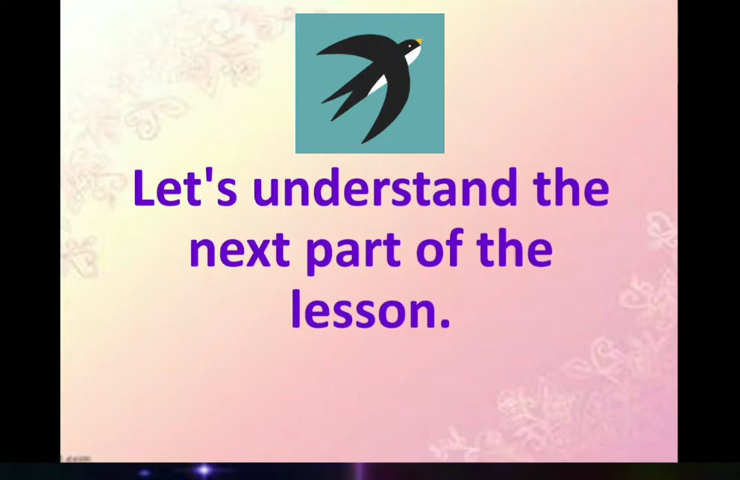 Let's understand the
next part of the
lesson.